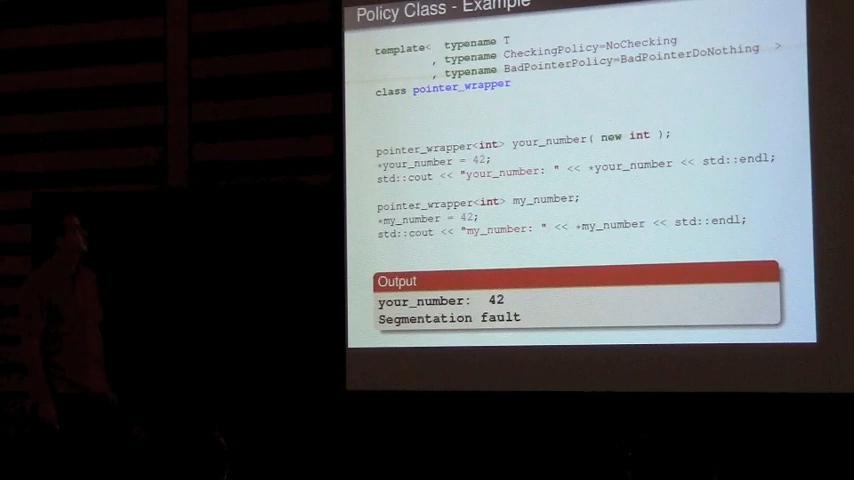 Policy Class - Example
template< typename T
, typename CheckingPolicy=NoChecking
, typename BadPointerPolicy=BadPointerDoNothing >
class pointer_wrapper
pointer_wrapper<int> your_number( new int );
*your_number = 42;
std::cout << "your_number: " << *your_number << std::endl;
pointer_wrapper<int> my_number;
*my_number = 42;
std::cout << "my_number: " << *my_number << std::endl;
Output
your_number: 42
Segmentation fault